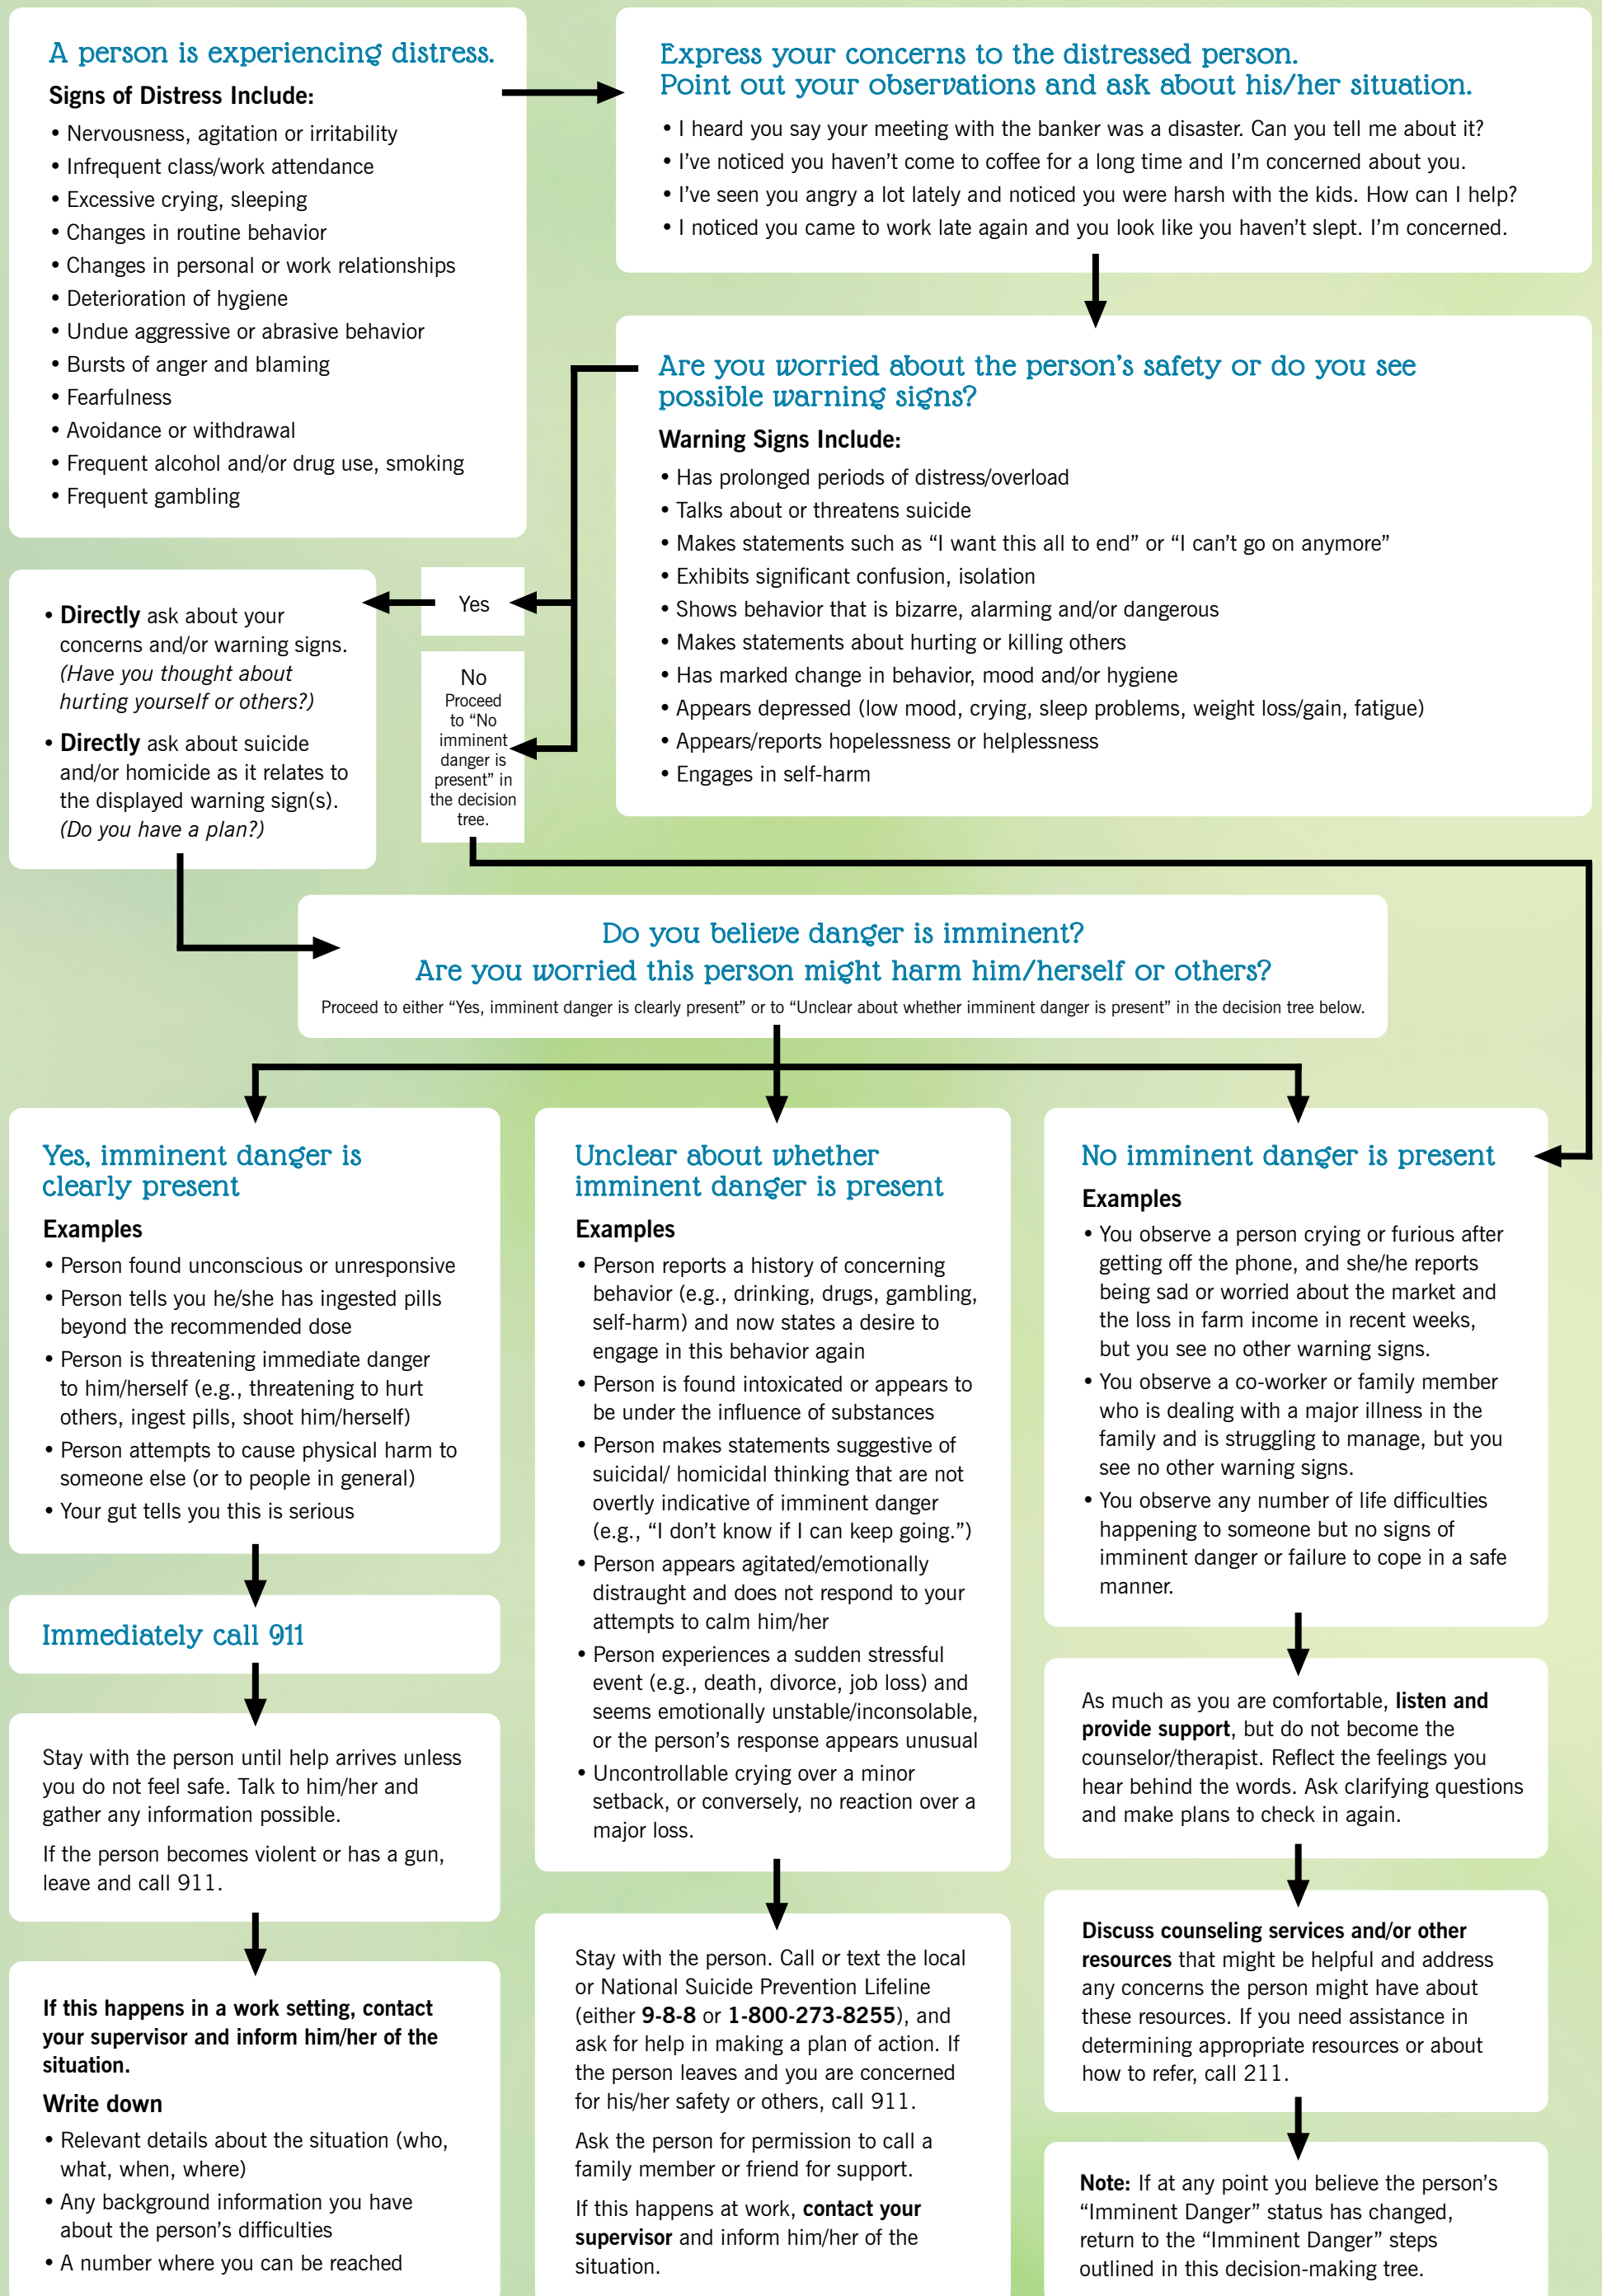 A person is experiencing distress.
Signs of Distress Include:
• Nervousness, agitation or irritability
• Infrequent class/work attendance
• Excessive crying, sleeping
• Changes in routine behavior
• Changes in personal or work relationships
• Deterioration of hygiene
• Undue aggressive or abrasive behavior
• Bursts of anger and blaming
• Fearfulness
• Avoidance or withdrawal
• Frequent alcohol and/or drug use, smoking
• Frequent gambling
Express your concerns to the distressed person.
Point out your observations and ask about his/her situation.
• I heard you say your meeting with the banker was a disaster. Can you tell me about it?
• I’ve noticed you haven’t come to coffee for a long time and I’m concerned about you.
• I’ve seen you angry a lot lately and noticed you were harsh with the kids. How can I help?
• I noticed you came to work late again and you look like you haven’t slept. I’m concerned.
Are you worried about the person’s safety or do you see
possible warning signs?
Warning Signs Include:
• Has prolonged periods of distress/overload
• Talks about or threatens suicide
• Makes statements such as “I want this all to end” or “I can’t go on anymore”
• Exhibits significant confusion, isolation
• Shows behavior that is bizarre, alarming and/or dangerous
• Makes statements about hurting or killing others
• Has marked change in behavior, mood and/or hygiene
• Appears depressed (low mood, crying, sleep problems, weight loss/gain, fatigue)
• Appears/reports hopelessness or helplessness
• Engages in self-harm
Yes
No
Proceed
to “No
imminent
danger is
present” in
the decision
tree.
• Directly ask about your
concerns and/or warning signs.
(Have you thought about
hurting yourself or others?)
• Directly ask about suicide
and/or homicide as it relates to
the displayed warning sign(s).
(Do you have a plan?)
Do you believe danger is imminent?
Are you worried this person might harm him/herself or others?
Proceed to either “Yes, imminent danger is clearly present” or to “Unclear about whether imminent danger is present” in the decision tree below.
Yes, imminent danger is
clearly present
Examples
• Person found unconscious or unresponsive
• Person tells you he/she has ingested pills
beyond the recommended dose
• Person is threatening immediate danger
to him/herself (e.g., threatening to hurt
others, ingest pills, shoot him/herself)
• Person attempts to cause physical harm to
someone else (or to people in general)
• Your gut tells you this is serious
Immediately call 911
Stay with the person until help arrives unless
you do not feel safe. Talk to him/her and
gather any information possible.
If the person becomes violent or has a gun,
leave and call 911.
If this happens in a work setting, contact
your supervisor and inform him/her of the
situation.
Write down
• Relevant details about the situation (who,
what, when, where)
• Any background information you have
about the person’s difficulties
• A number where you can be reached
Unclear about whether
imminent danger is present
Examples
• Person reports a history of concerning
behavior (e.g., drinking, drugs, gambling,
self-harm) and now states a desire to
engage in this behavior again
• Person is found intoxicated or appears to
be under the influence of substances
• Person makes statements suggestive of
suicidal/ homicidal thinking that are not
overtly indicative of imminent danger
(e.g., “I don’t know if I can keep going.”)
• Person appears agitated/emotionally
distraught and does not respond to your
attempts to calm him/her
• Person experiences a sudden stressful
event (e.g., death, divorce, job loss) and
seems emotionally unstable/inconsolable,
or the person’s response appears unusual
• Uncontrollable crying over a minor
setback, or conversely, no reaction over a
major loss.
Stay with the person. Call or text the local
or National Suicide Prevention Lifeline
(either 9-8-8 or 1-800-273-8255), and
ask for help in making a plan of action. If
the person leaves and you are concerned
for his/her safety or others, call 911.
Ask the person for permission to call a
family member or friend for support.
If this happens at work, contact your
supervisor and inform him/her of the
situation.
No imminent danger is present
Examples
• You observe a person crying or furious after
getting off the phone, and she/he reports
being sad or worried about the market and
the loss in farm income in recent weeks,
but you see no other warning signs.
• You observe a co-worker or family member
who is dealing with a major illness in the
family and is struggling to manage, but you
see no other warning signs.
• You observe any number of life difficulties
happening to someone but no signs of
imminent danger or failure to cope in a safe
manner.
As much as you are comfortable, listen and
provide support, but do not become the
counselor/therapist. Reflect the feelings you
hear behind the words. Ask clarifying questions
and make plans to check in again.
Discuss counseling services and/or other
resources that might be helpful and address
any concerns the person might have about
these resources. If you need assistance in
determining appropriate resources or about
how to refer, call 211.
Note: If at any point you believe the person’s
“Imminent Danger” status has changed,
return to the “Imminent Danger” steps
outlined in this decision-making tree.